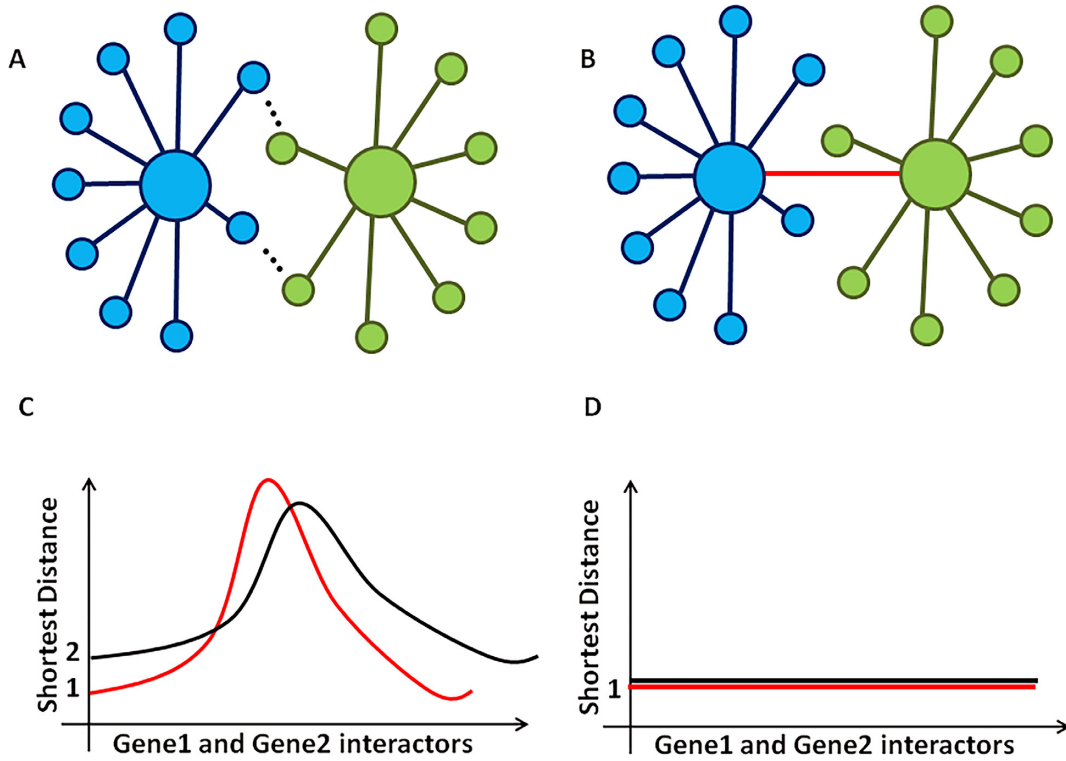 A
B
C
D
Shortest Distance
2
1
Gene1 and Gene2 interactors
Shortest Distance
1
Gene1 and Gene2 interactors